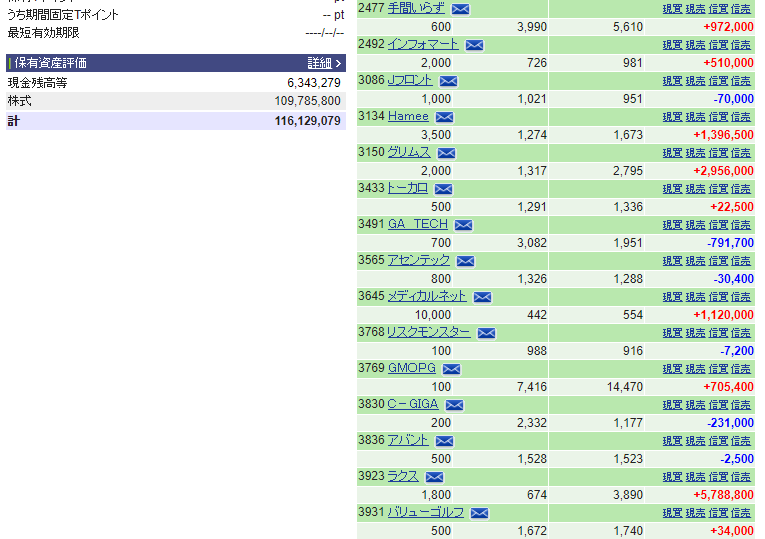 pt
うち期間固定Tポイント -- pt
最短有効期限 ----/--/--
保有資産評価 詳細
現金残高等 6,343,279
株式 109,785,800
計 116,129,079
2477 手間いらず 現買 現売 信買 信売
600 3,990 5,610 +972,000
2492 インフォマート 現買 現売 信買 信売
2,000 726 981 +510,000
3086 Jフロント 現買 現売 信買 信売
1,000 1,021 951 -70,000
3134 Hamee 現買 現売 信買 信売
3,500 1,274 1,673 +1,396,500
3150 グリムス 現買 現売 信買 信売
2,000 1,317 2,795 +2,956,000
3433 トーカロ 現買 現売 信買 信売
500 1,291 1,336 +22,500
3491 GA TECH 現買 現売 信買 信売
700 3,082 1,951 -791,700
3565 アセンテック 現買 現売 信買 信売
800 1,326 1,288 -30,400
3645 メディカルネット 現買 現売 信買 信売
10,000 442 554 +1,120,000
3768 リスクモンスター 現買 現売 信買 信売
100 988 916 -7,200
3769 GMOPG 現買 現売 信買 信売
100 7,416 14,470 +705,400
3830 C－GIGA 現買 現売 信買 信売
200 2,332 1,177 -231,000
3836 アバント 現買 現売 信買 信売
500 1,528 1,523 -2,500
3923 ラクス 現買 現売 信買 信売
1,800 674 3,890 +5,788,800
3931 バリューゴルフ 現買 現売 信買 信売
500 1,672 1,740 +34,000